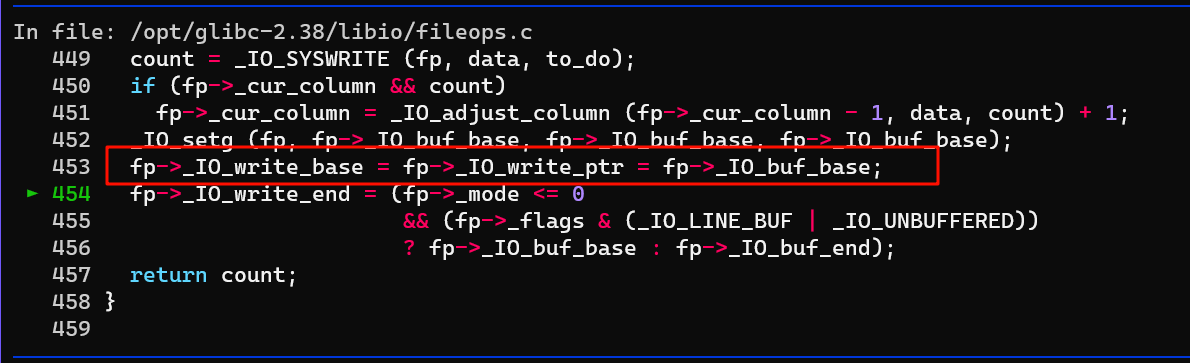 In file: /opt/glibc-2.38/libio/fileops.c
449   count = _IO_SYSWRITE (fp, data, to_do);
450   if (fp->_cur_column && count)
451     fp->_cur_column = _IO_adjust_column (fp->_cur_column - 1, data, count) + 1;
452   _IO_setg (fp, fp->_IO_buf_base, fp->_IO_buf_base, fp->_IO_buf_base);
453   fp->_IO_write_base = fp->_IO_write_ptr = fp->_IO_buf_base;
► 454   fp->_IO_write_end = (fp->_mode <= 0
455                        && (fp->_flags & (_IO_LINE_BUF | _IO_UNBUFFERED))
456                        ? fp->_IO_buf_base : fp->_IO_buf_end);
457   return count;
458 }
459